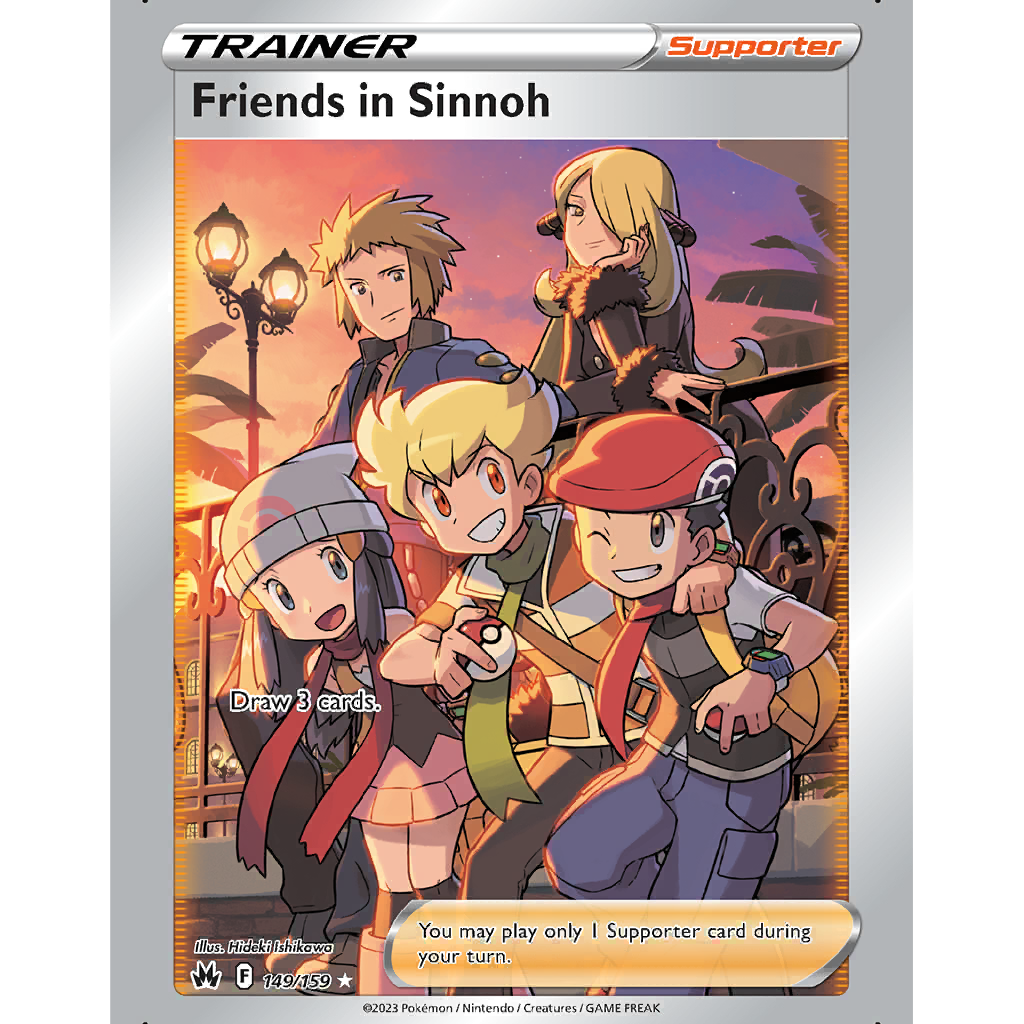 TRAINER
Supporter
Friends in Sinnoh
Draw 3 cards.
You may play only 1 Supporter card during
your turn.
Illus. Hideki Ishikawa
F 149/159
©2023 Pokémon / Nintendo / Creatures / GAME FREAK